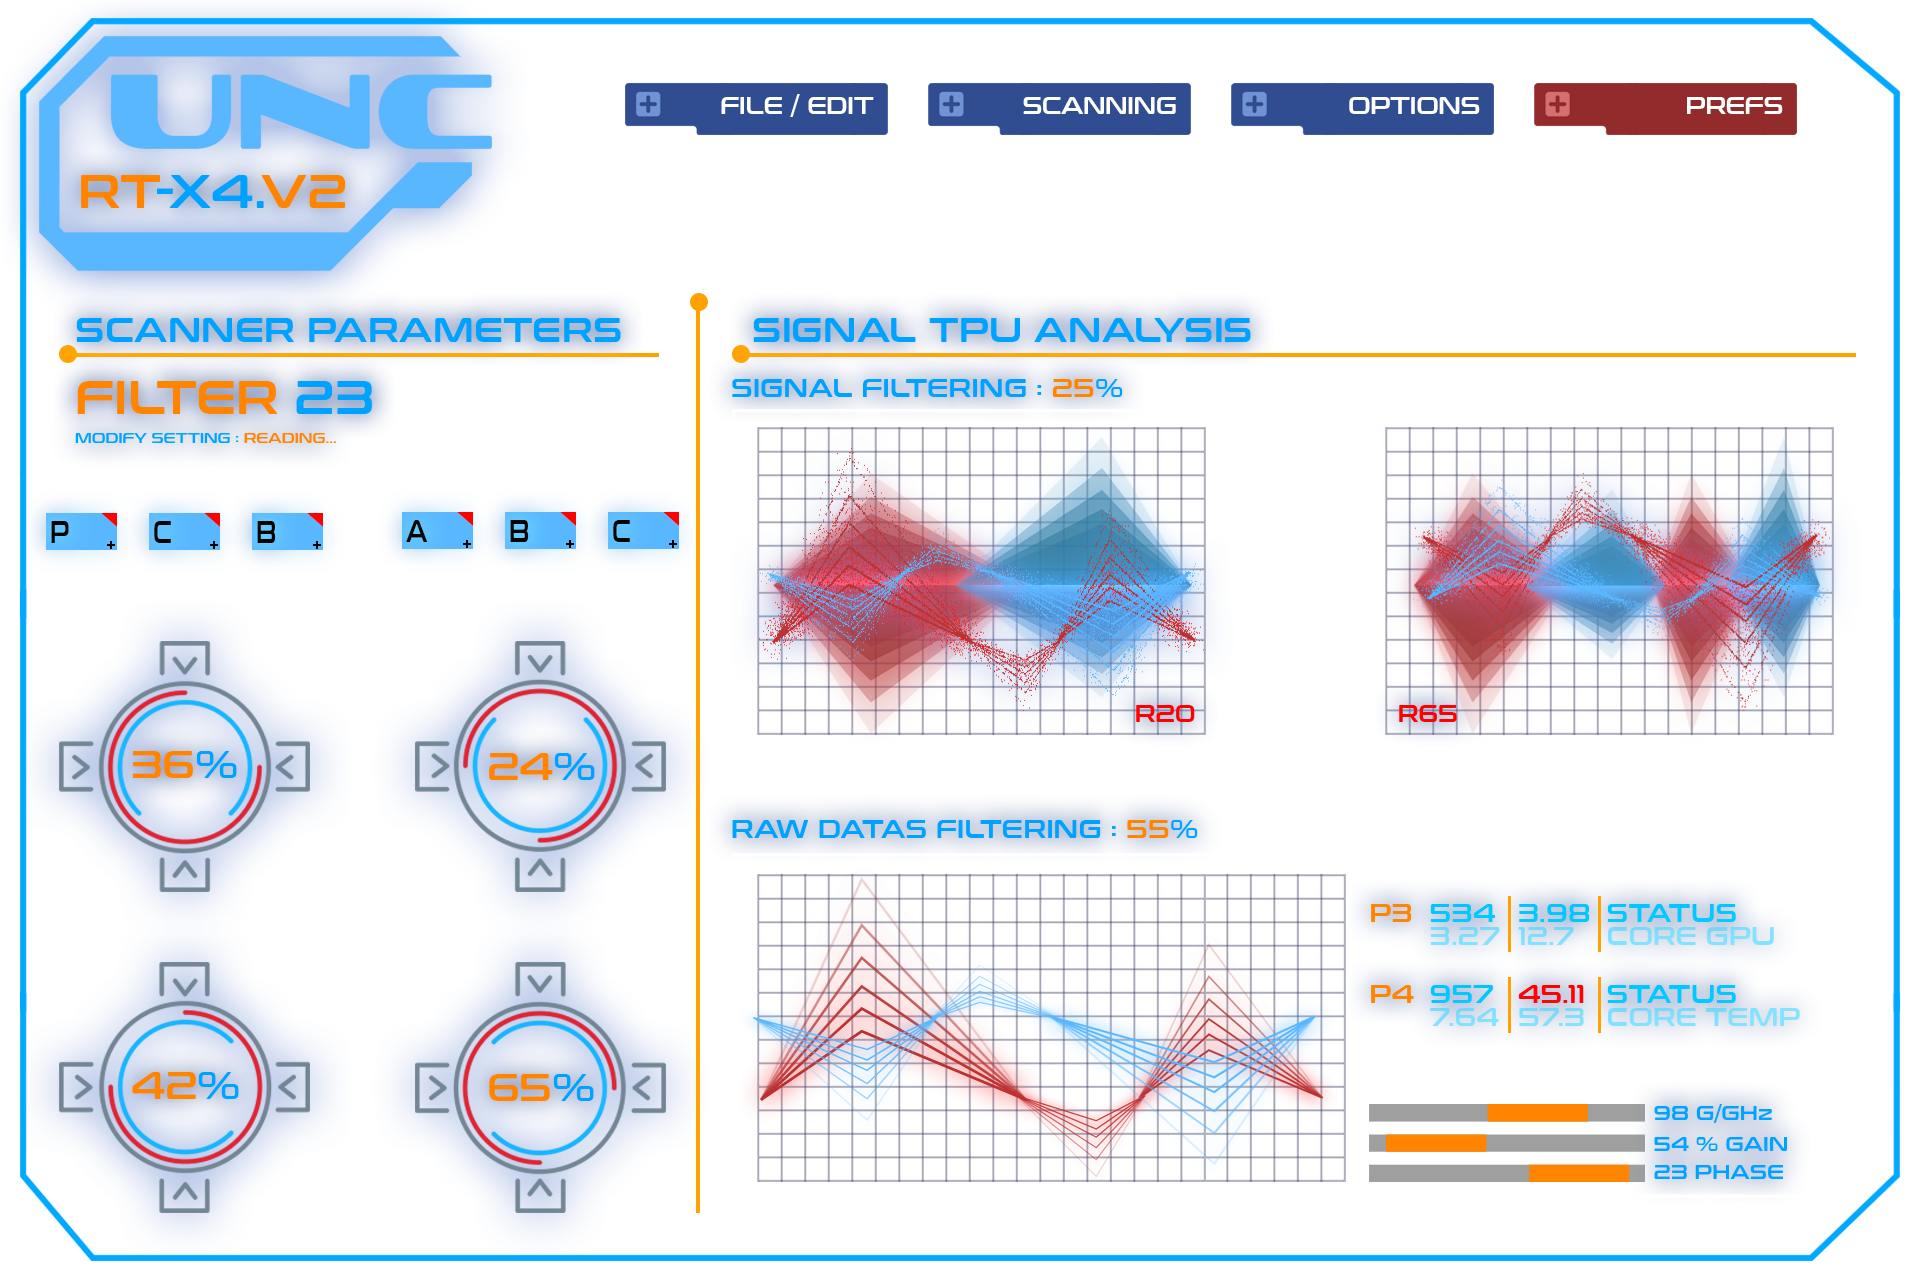 UNC
RT-X4.V2
FILE / EDIT
SCANNING
OPTIONS
PREFS
SCANNER PARAMETERS
FILTER 23
MODIFY SETTING : READING...
P
C
B
A
B
C
36%
24%
42%
65%
SIGNAL TPU ANALYSIS
SIGNAL FILTERING : 25%
R20
R65
RAW DATAS FILTERING : 55%
P3 534 3.98 STATUS
3.27 12.7 CORE GPU
P4 957 45.11 STATUS
7.64 57.3 CORE TEMP
98 G/GHz
54 % GAIN
23 PHASE